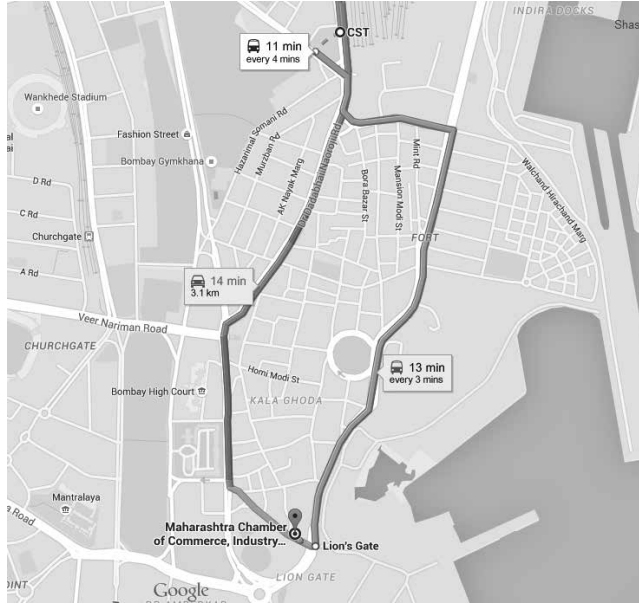 INDIRA DOCKS
CST
Shas
11 min
every 4 mins
Wankhede Stadium
Fashion Street
Bombay Gymkhana
Hazarimal Somani Rd
Murzban Rd
AK Nayak Marg
Bora Bazar St
Mansion Modi St
Mint Rd
Walchand Hirachand Marg
D Rd
C Rd
Churchgate
A Rd
FORT
14 min
3.1 km
Veer Nariman Road
CHURCHGATE
Homi Modi St
13 min
every 3 mins
Bombay High Court
KALA GHODA
Mantralaya
Road
Maharashtra Chamber
of Commerce, Industry...
Lion's Gate
LION GATE
Google
POINT